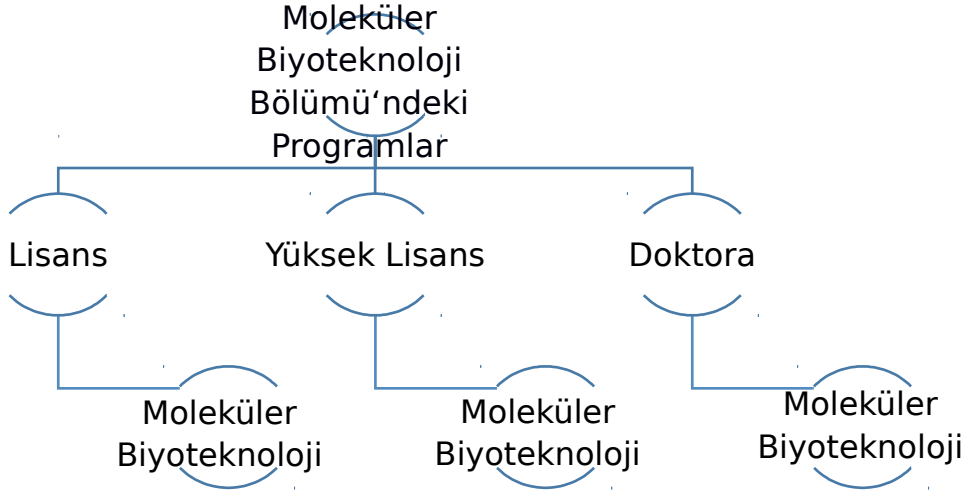 Moleküler
Biyoteknoloji
Bölümü‘ndeki
Programlar
Lisans
Yüksek Lisans
Doktora
Moleküler
Biyoteknoloji
Moleküler
Biyoteknoloji
Moleküler
Biyoteknoloji